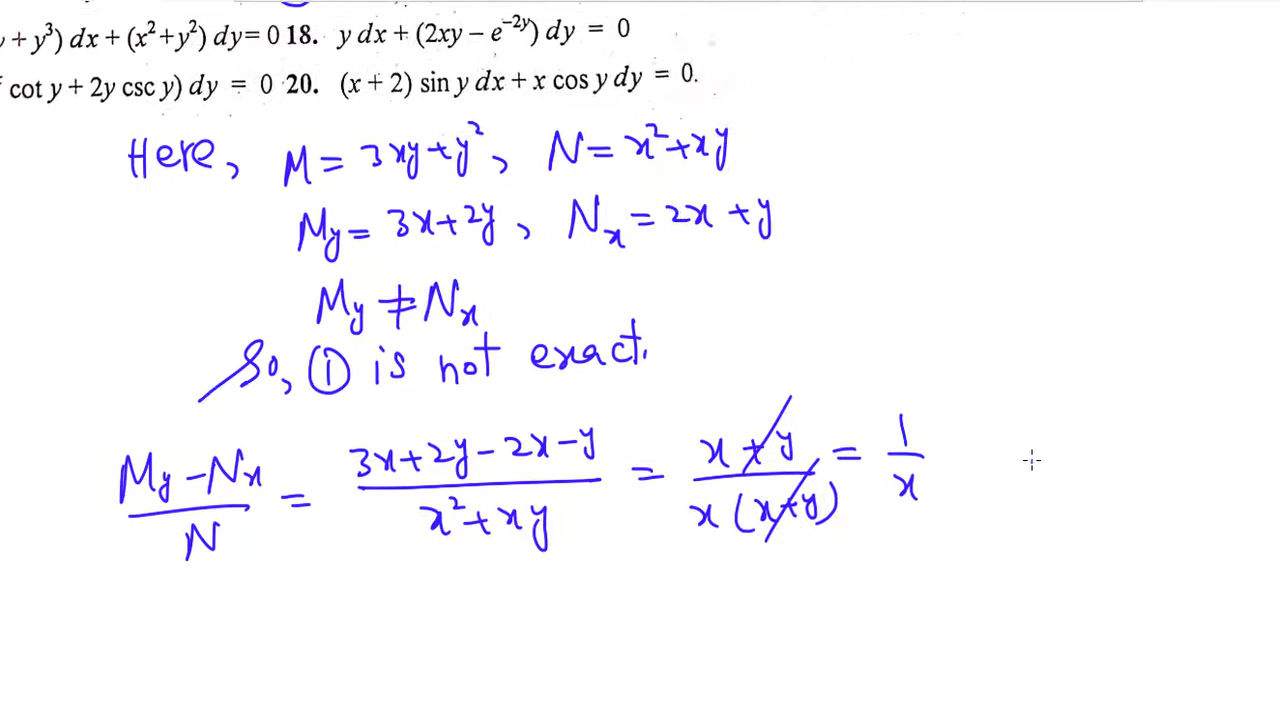 + y³) dx + (x² + y²) dy = 0 18. y dx + (2xy – e⁻²ʸ) dy = 0
cot y + 2y csc y) dy = 0 20. (x + 2) sin y dx + x cos y dy = 0.
Here, M = 3xy + y², N = x² + xy
My = 3x + 2y, Nx = 2x + y
My ≠ Nx
So, ① is not exact.
(My – Nx)/N = (3x + 2y – 2x – y)/(x² + xy) = (x + y)/(x (x + y)) = 1/x